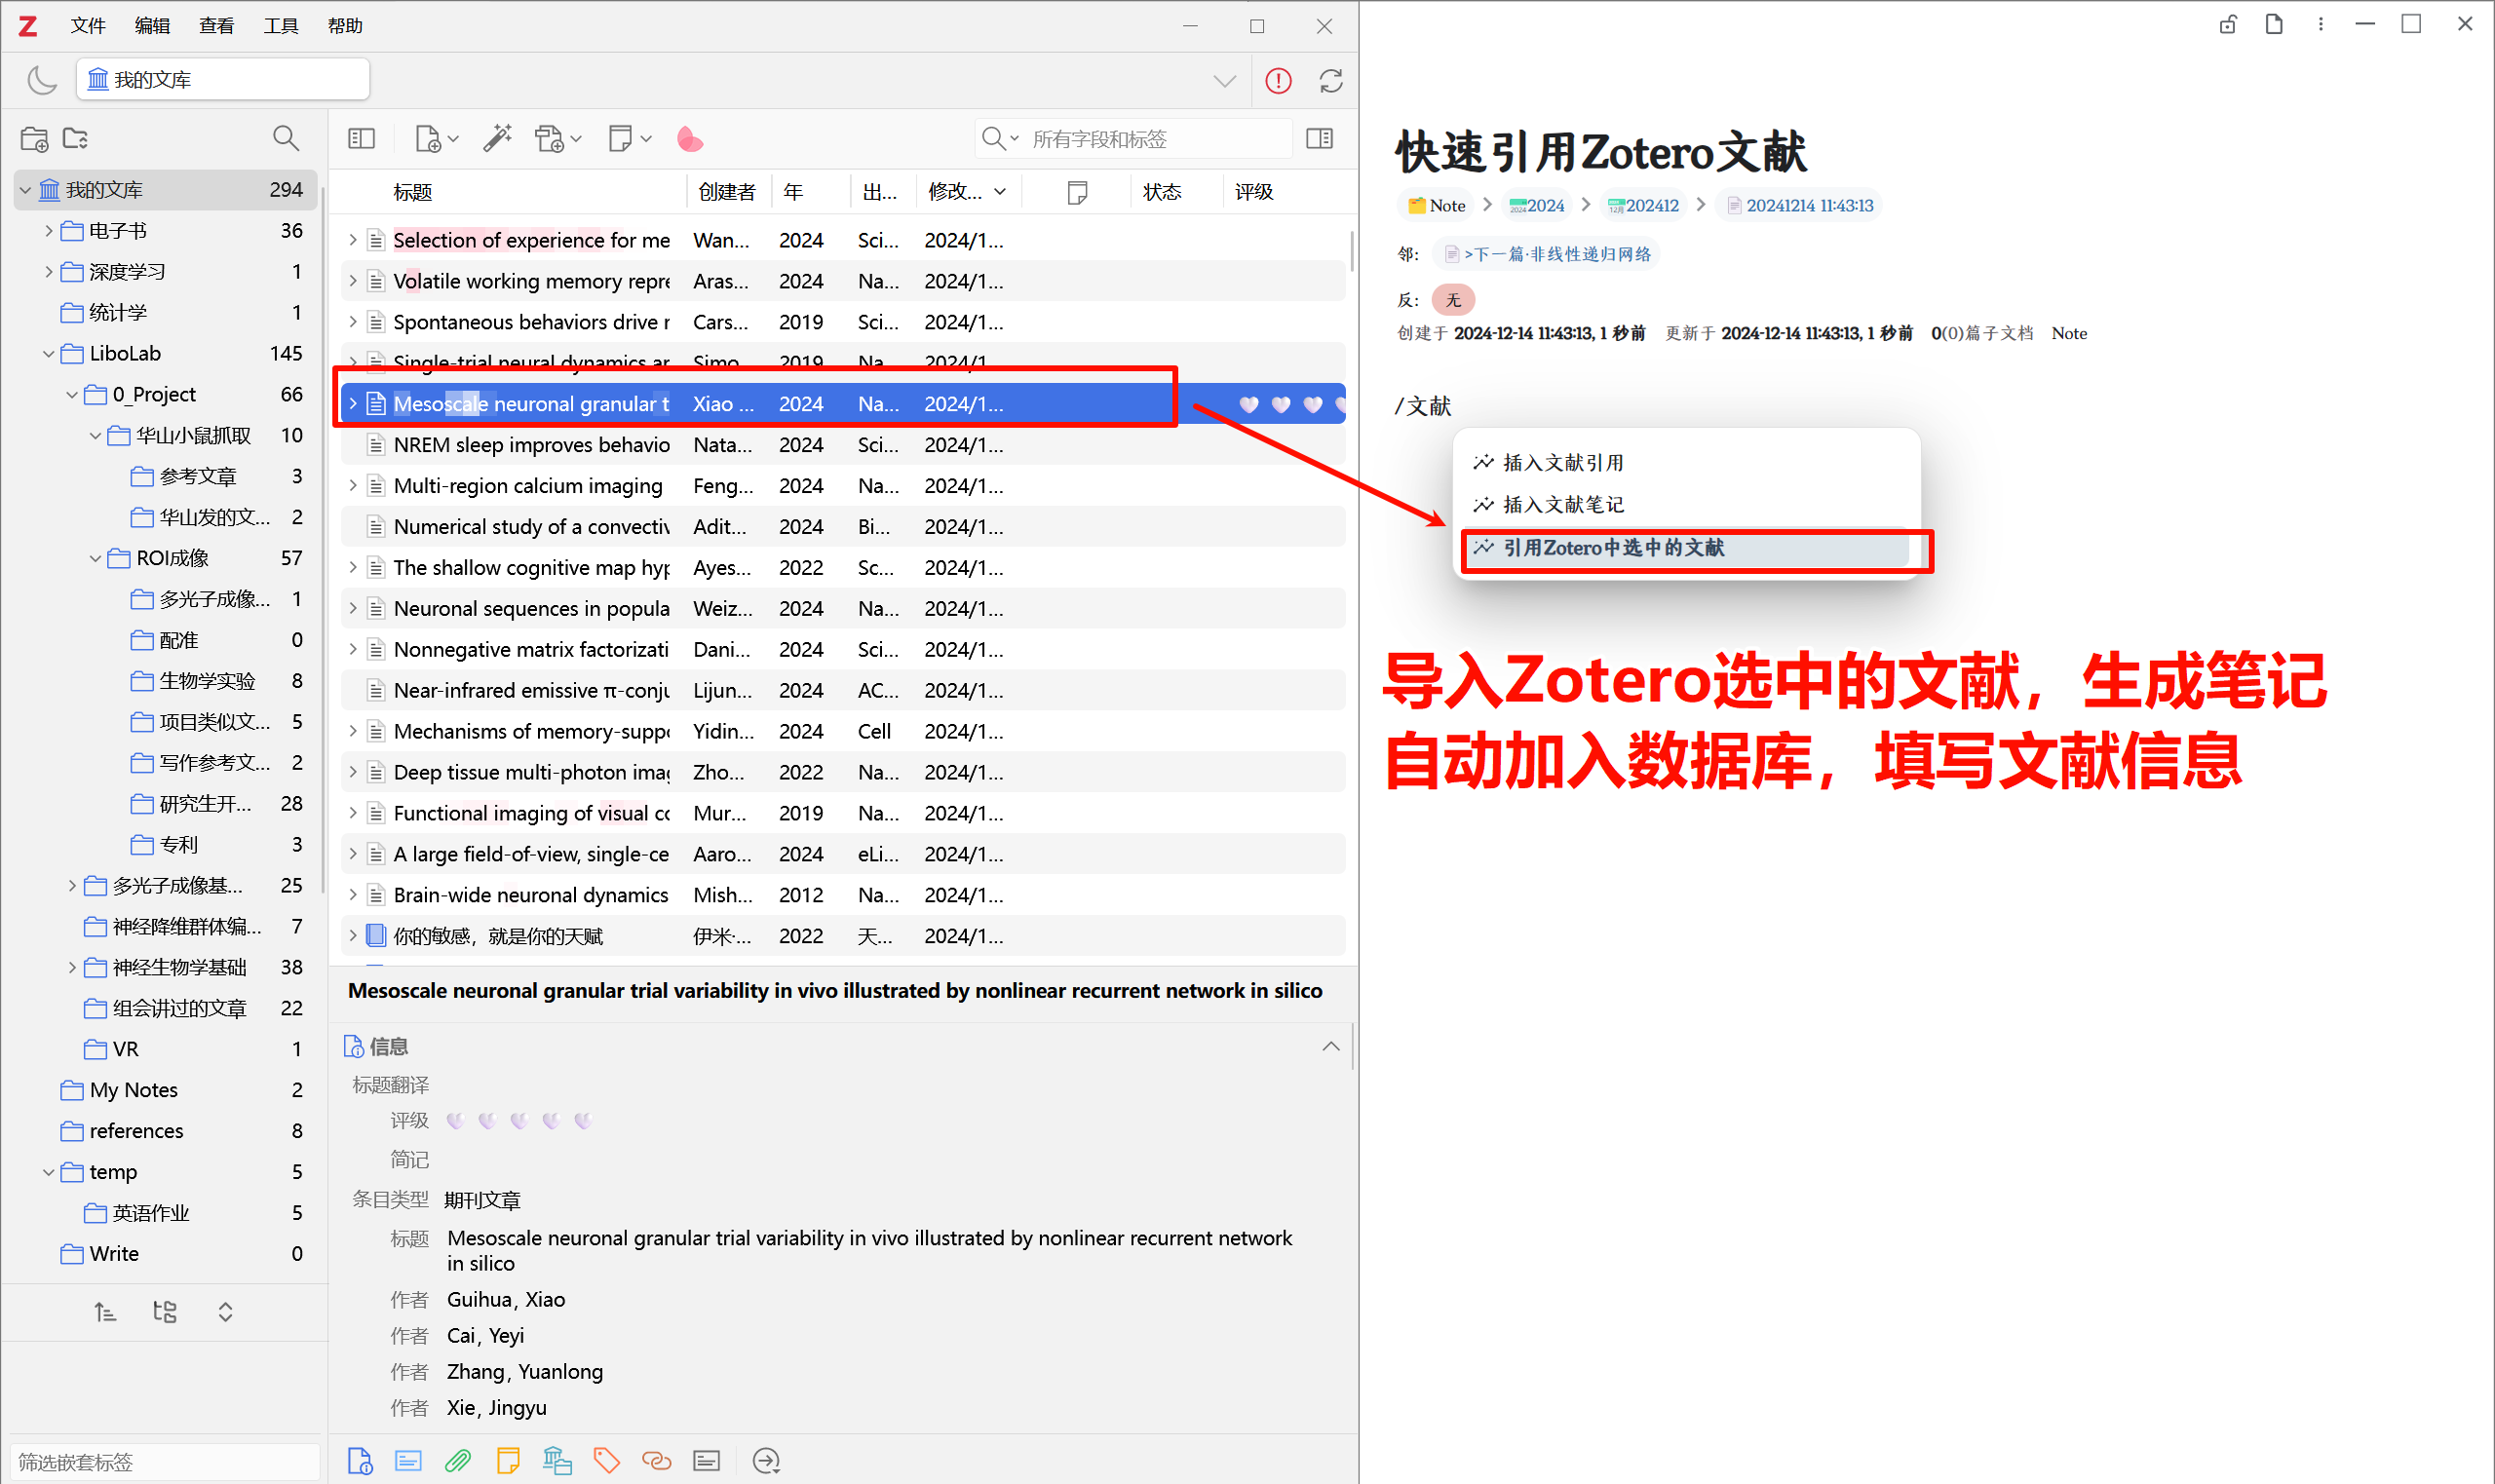 Z 文件 编辑 查看 工具 帮助
我的文库
所有字段和标签
我的文库 294
电子书 36
深度学习 1
统计学 1
LiboLab 145
0_Project 66
华山小鼠抓取 10
参考文章 3
华山发的文... 2
ROI成像 57
多光子成像... 1
配准 0
生物学实验 8
项目类似文... 5
写作参考文... 2
研究生开... 28
专利 3
多光子成像基... 25
神经降维群体编... 7
神经生物学基础 38
组会讲过的文章 22
VR 1
My Notes 2
references 8
temp 5
英语作业 5
Write 0
筛选嵌套标签
标题 创建者 年 出... 修改... 状态 评级
Selection of experience for me Wan... 2024 Sci... 2024/1...
Volatile working memory repre Aras... 2024 Na... 2024/1...
Spontaneous behaviors drive r Cars... 2019 Sci... 2024/1...
Single-trial neural dynamics ar Simo 2019 Na 2024/1
Mesoscale neuronal granular t Xiao ... 2024 Na... 2024/1...
NREM sleep improves behavio Nata... 2024 Sci... 2024/1...
Multi-region calcium imaging Feng... 2024 Na... 2024/1...
Numerical study of a convectiv Adit... 2024 Bi... 2024/1...
The shallow cognitive map hyp Ayes... 2022 Sc... 2024/1...
Neuronal sequences in popula Weiz... 2024 Na... 2024/1...
Nonnegative matrix factorizati Dani... 2024 Sci... 2024/1...
Near-infrared emissive π-conju Lijun... 2024 AC... 2024/1...
Mechanisms of memory-suppo Yidin... 2024 Cell 2024/1...
Deep tissue multi-photon imag Zho... 2022 Na... 2024/1...
Functional imaging of visual co Mur... 2019 Na... 2024/1...
A large field-of-view, single-ce Aaro... 2024 eLi... 2024/1...
Brain-wide neuronal dynamics Mish... 2012 Na... 2024/1...
你的敏感，就是你的天赋 伊米·... 2022 天... 2024/1...
Mesoscale neuronal granular trial variability in vivo illustrated by nonlinear recurrent network in silico
信息
标题翻译
评级
简记
条目类型 期刊文章
标题 Mesoscale neuronal granular trial variability in vivo illustrated by nonlinear recurrent network
in silico
作者 Guihua, Xiao
作者 Cai, Yeyi
作者 Zhang, Yuanlong
作者 Xie, Jingyu
快速引用Zotero文献
Note > 2024 > 202412 > 20241214 11:43:13
邻: >下一篇·非线性递归网络
反: 无
创建于 2024-12-14 11:43:13, 1 秒前 更新于 2024-12-14 11:43:13, 1 秒前 0(0)篇子文档 Note
/文献
插入文献引用
插入文献笔记
引用Zotero中选中的文献
导入Zotero选中的文献，生成笔记
自动加入数据库，填写文献信息